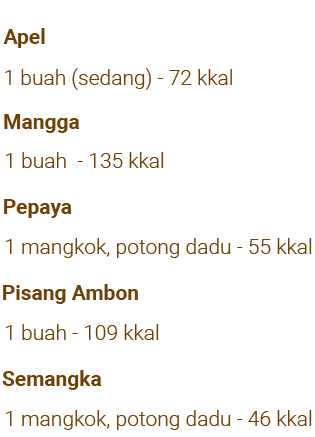 Apel
1 buah (sedang) - 72 kkal
Mangga
1 buah - 135 kkal
Pepaya
1 mangkok, potong dadu - 55 kkal
Pisang Ambon
1 buah - 109 kkal
Semangka
1 mangkok, potong dadu - 46 kkal